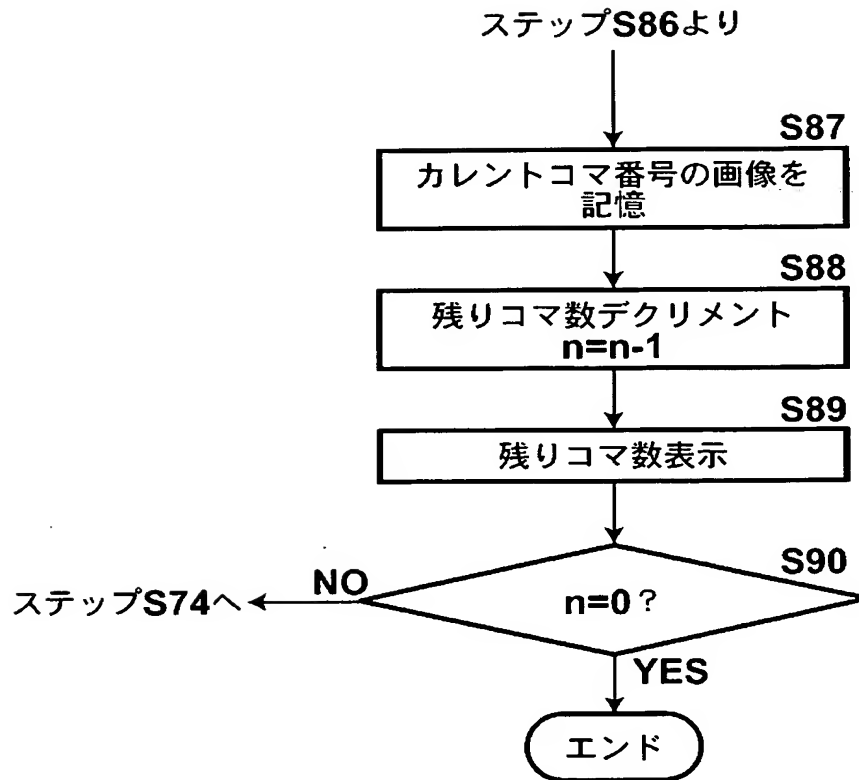 ステップS86より
S87
カレントコマ番号の画像を
記憶
S88
残りコマ数デクリメント
n=n-1
S89
残りコマ数表示
S90
n=0?
NO
ステップS74へ
YES
エンド